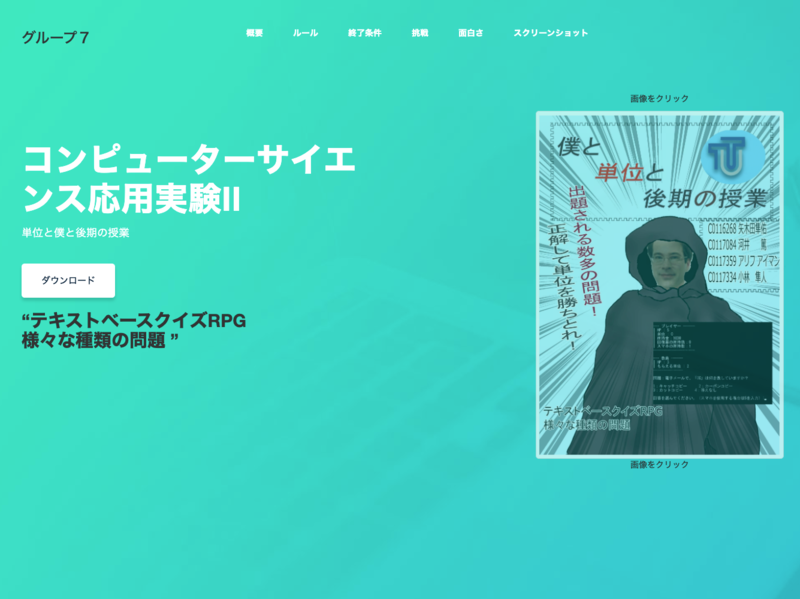 グループ７
概要
ルール
終了条件
挑戦
面白さ
スクリーンショット
コンピューターサイエ
ンス応用実験II
単位と僕と後期の授業
ダウンロード
“テキストベースクイズRPG
様々な種類の問題 ”
画像をクリック
僕と
単位と
後期の授業
出題される数多の問題！
正解して単位を勝ちとれ！
C0116268 矢木田隼佑
C0117084 河井 篤
C0117359 アリフ アイマン
C0117334 小林 隼人
テキストベースクイズRPG
様々な種類の問題
画像をクリック